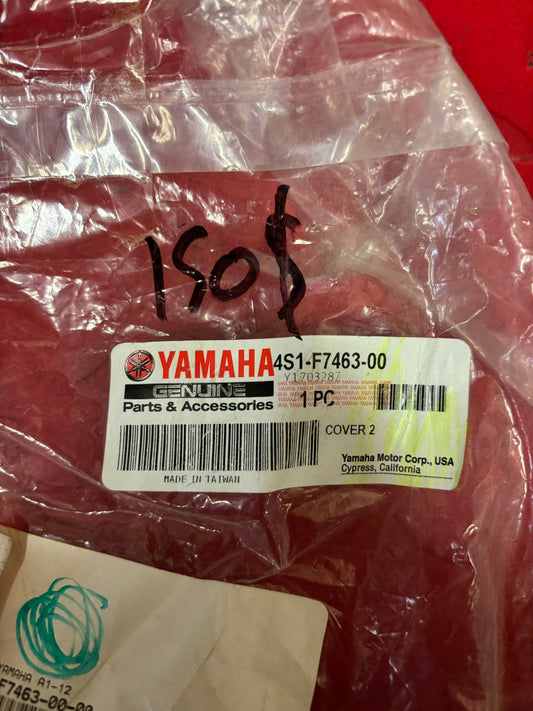 150$
YAMAHA 4S1-F7463-00
Y1703287
GENUINE
Parts & Accessories
1 PC
COVER 2
Yamaha Motor Corp., USA
Cypress, California
MADE IN TAIWAN
YAMAHA A1-12
F7463-00-00